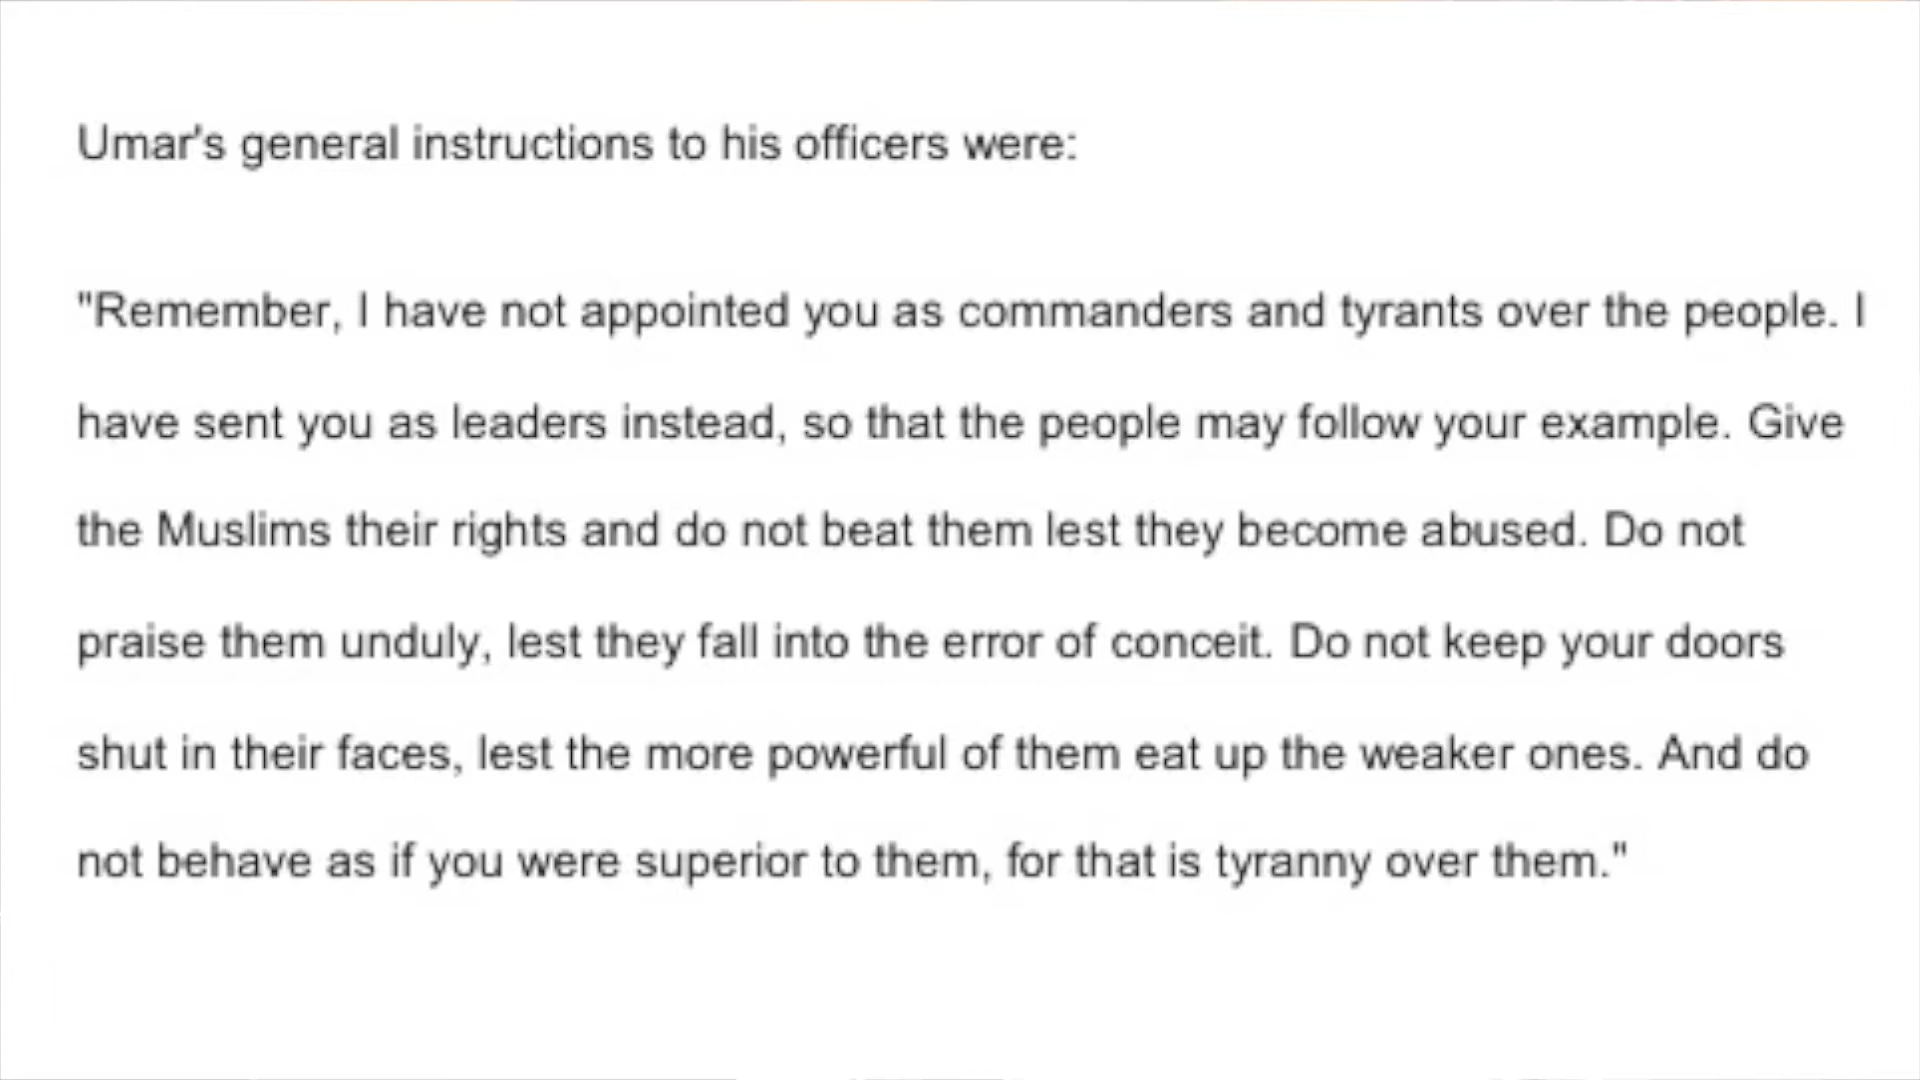 Umar's general instructions to his officers were:
"Remember, I have not appointed you as commanders and tyrants over the people. I
have sent you as leaders instead, so that the people may follow your example. Give
the Muslims their rights and do not beat them lest they become abused. Do not
praise them unduly, lest they fall into the error of conceit. Do not keep your doors
shut in their faces, lest the more powerful of them eat up the weaker ones. And do
not behave as if you were superior to them, for that is tyranny over them."